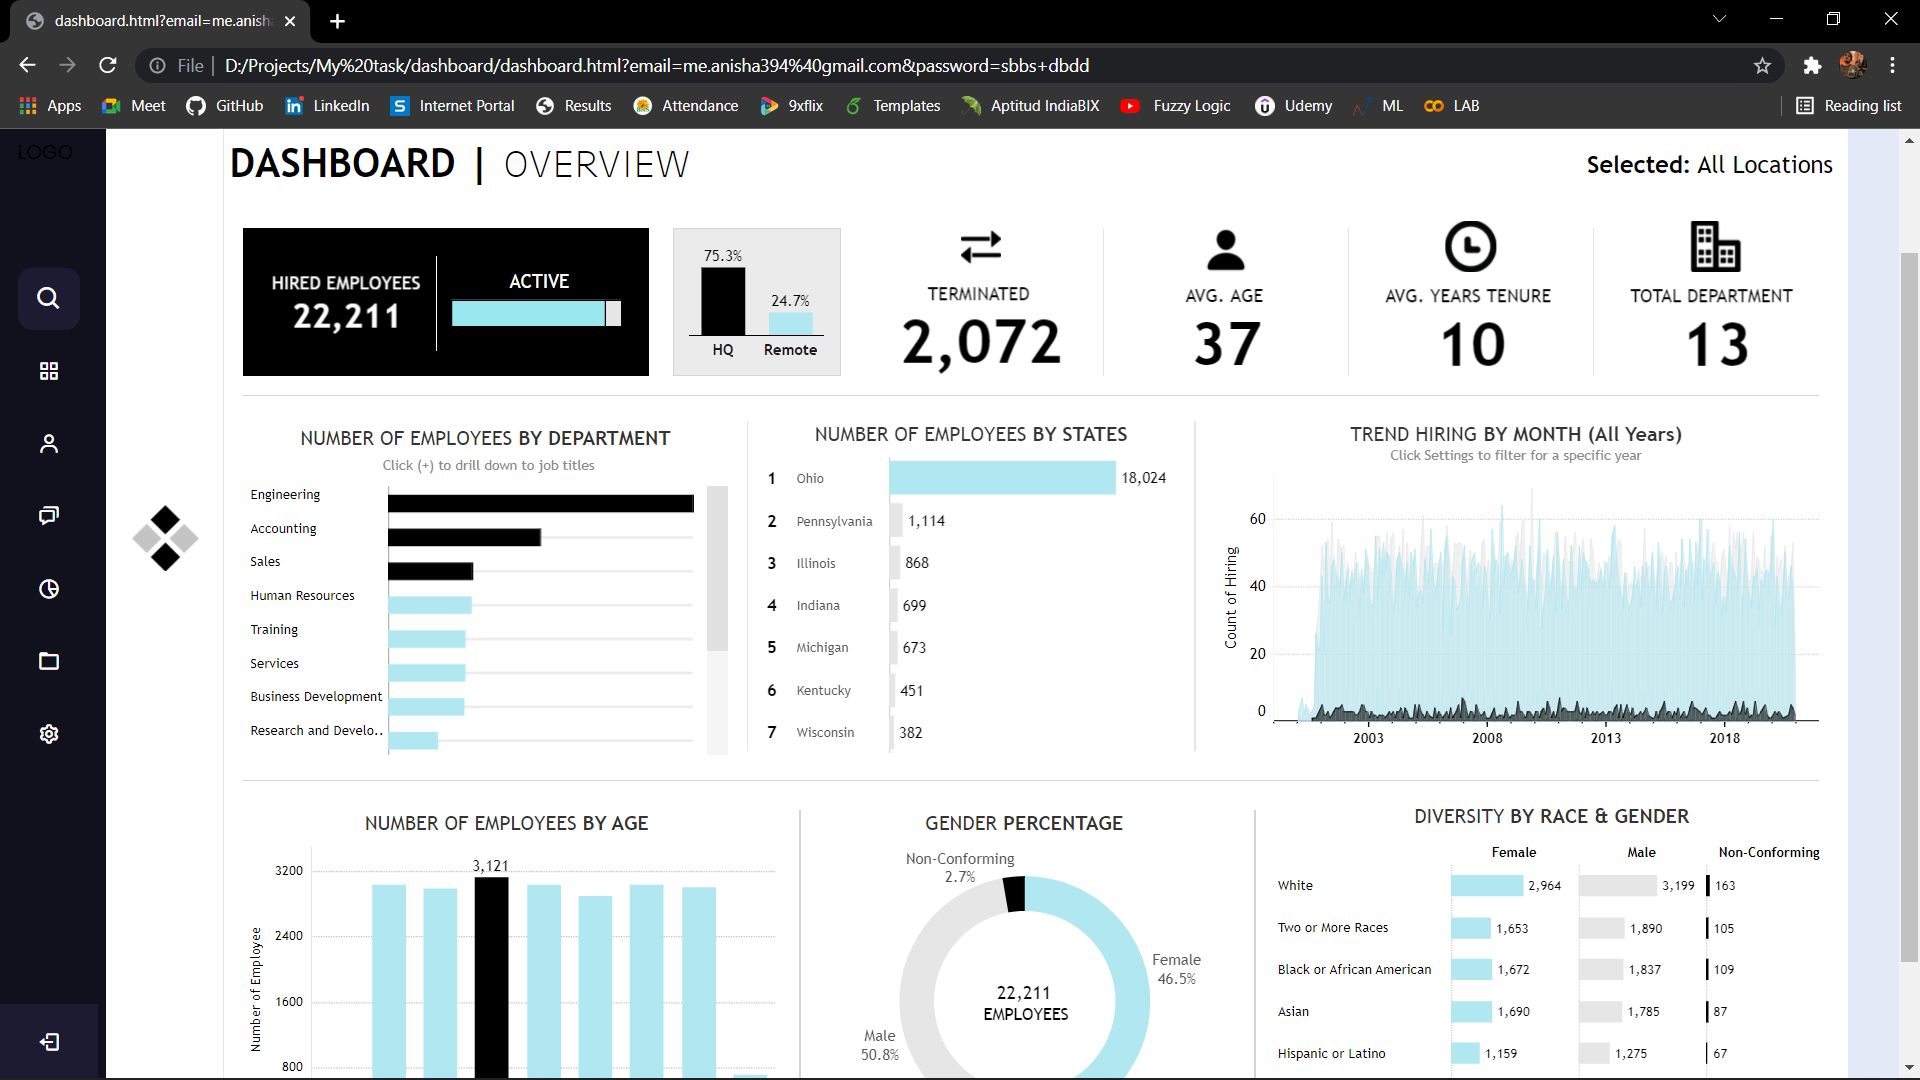 dashboard.html?email=me.anisha
File
D:/Projects/My%20task/dashboard/dashboard.html?email=me.anisha394%40gmail.com&password=sbbs+dbdd
Apps
Meet
GitHub
LinkedIn
Internet Portal
Results
Attendance
9xflix
Templates
Aptitud IndiaBIX
Fuzzy Logic
Udemy
ML
LAB
Reading list
LOGO
DASHBOARD | OVERVIEW
Selected: All Locations
HIRED EMPLOYEES
22,211
ACTIVE
75.3%
24.7%
HQ
Remote
TERMINATED
2,072
AVG. AGE
37
AVG. YEARS TENURE
10
TOTAL DEPARTMENT
13
NUMBER OF EMPLOYEES BY DEPARTMENT
Click (+) to drill down to job titles
Engineering
Accounting
Sales
Human Resources
Training
Services
Business Development
Research and Develo..
NUMBER OF EMPLOYEES BY STATES
1 Ohio 18,024
2 Pennsylvania 1,114
3 Illinois 868
4 Indiana 699
5 Michigan 673
6 Kentucky 451
7 Wisconsin 382
TREND HIRING BY MONTH (All Years)
Click Settings to filter for a specific year
Count of Hiring
60
40
20
0
2003
2008
2013
2018
NUMBER OF EMPLOYEES BY AGE
Number of Employee
3200
2400
1600
800
3,121
GENDER PERCENTAGE
Non-Conforming
2.7%
Female
46.5%
22,211
EMPLOYEES
Male
50.8%
DIVERSITY BY RACE & GENDER
Female Male Non-Conforming
White 2,964 3,199 163
Two or More Races 1,653 1,890 105
Black or African American 1,672 1,837 109
Asian 1,690 1,785 87
Hispanic or Latino 1,159 1,275 67